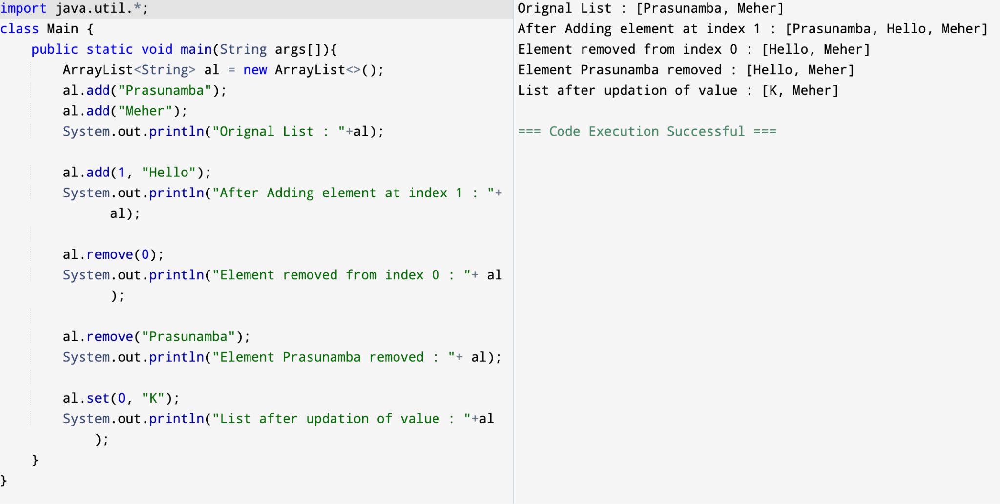 import java.util.*;
class Main {
    public static void main(String args[]){
        ArrayList<String> al = new ArrayList<>();
        al.add("Prasunamba");
        al.add("Meher");
        System.out.println("Orignal List : "+al);
        al.add(1, "Hello");
        System.out.println("After Adding element at index 1 : "+
              al);
        al.remove(0);
        System.out.println("Element removed from index 0 : "+ al
              );
        al.remove("Prasunamba");
        System.out.println("Element Prasunamba removed : "+ al);
        al.set(0, "K");
        System.out.println("List after updation of value : "+al
            );
    }
}
Orignal List : [Prasunamba, Meher]
After Adding element at index 1 : [Prasunamba, Hello, Meher]
Element removed from index 0 : [Hello, Meher]
Element Prasunamba removed : [Hello, Meher]
List after updation of value : [K, Meher]
=== Code Execution Successful ===